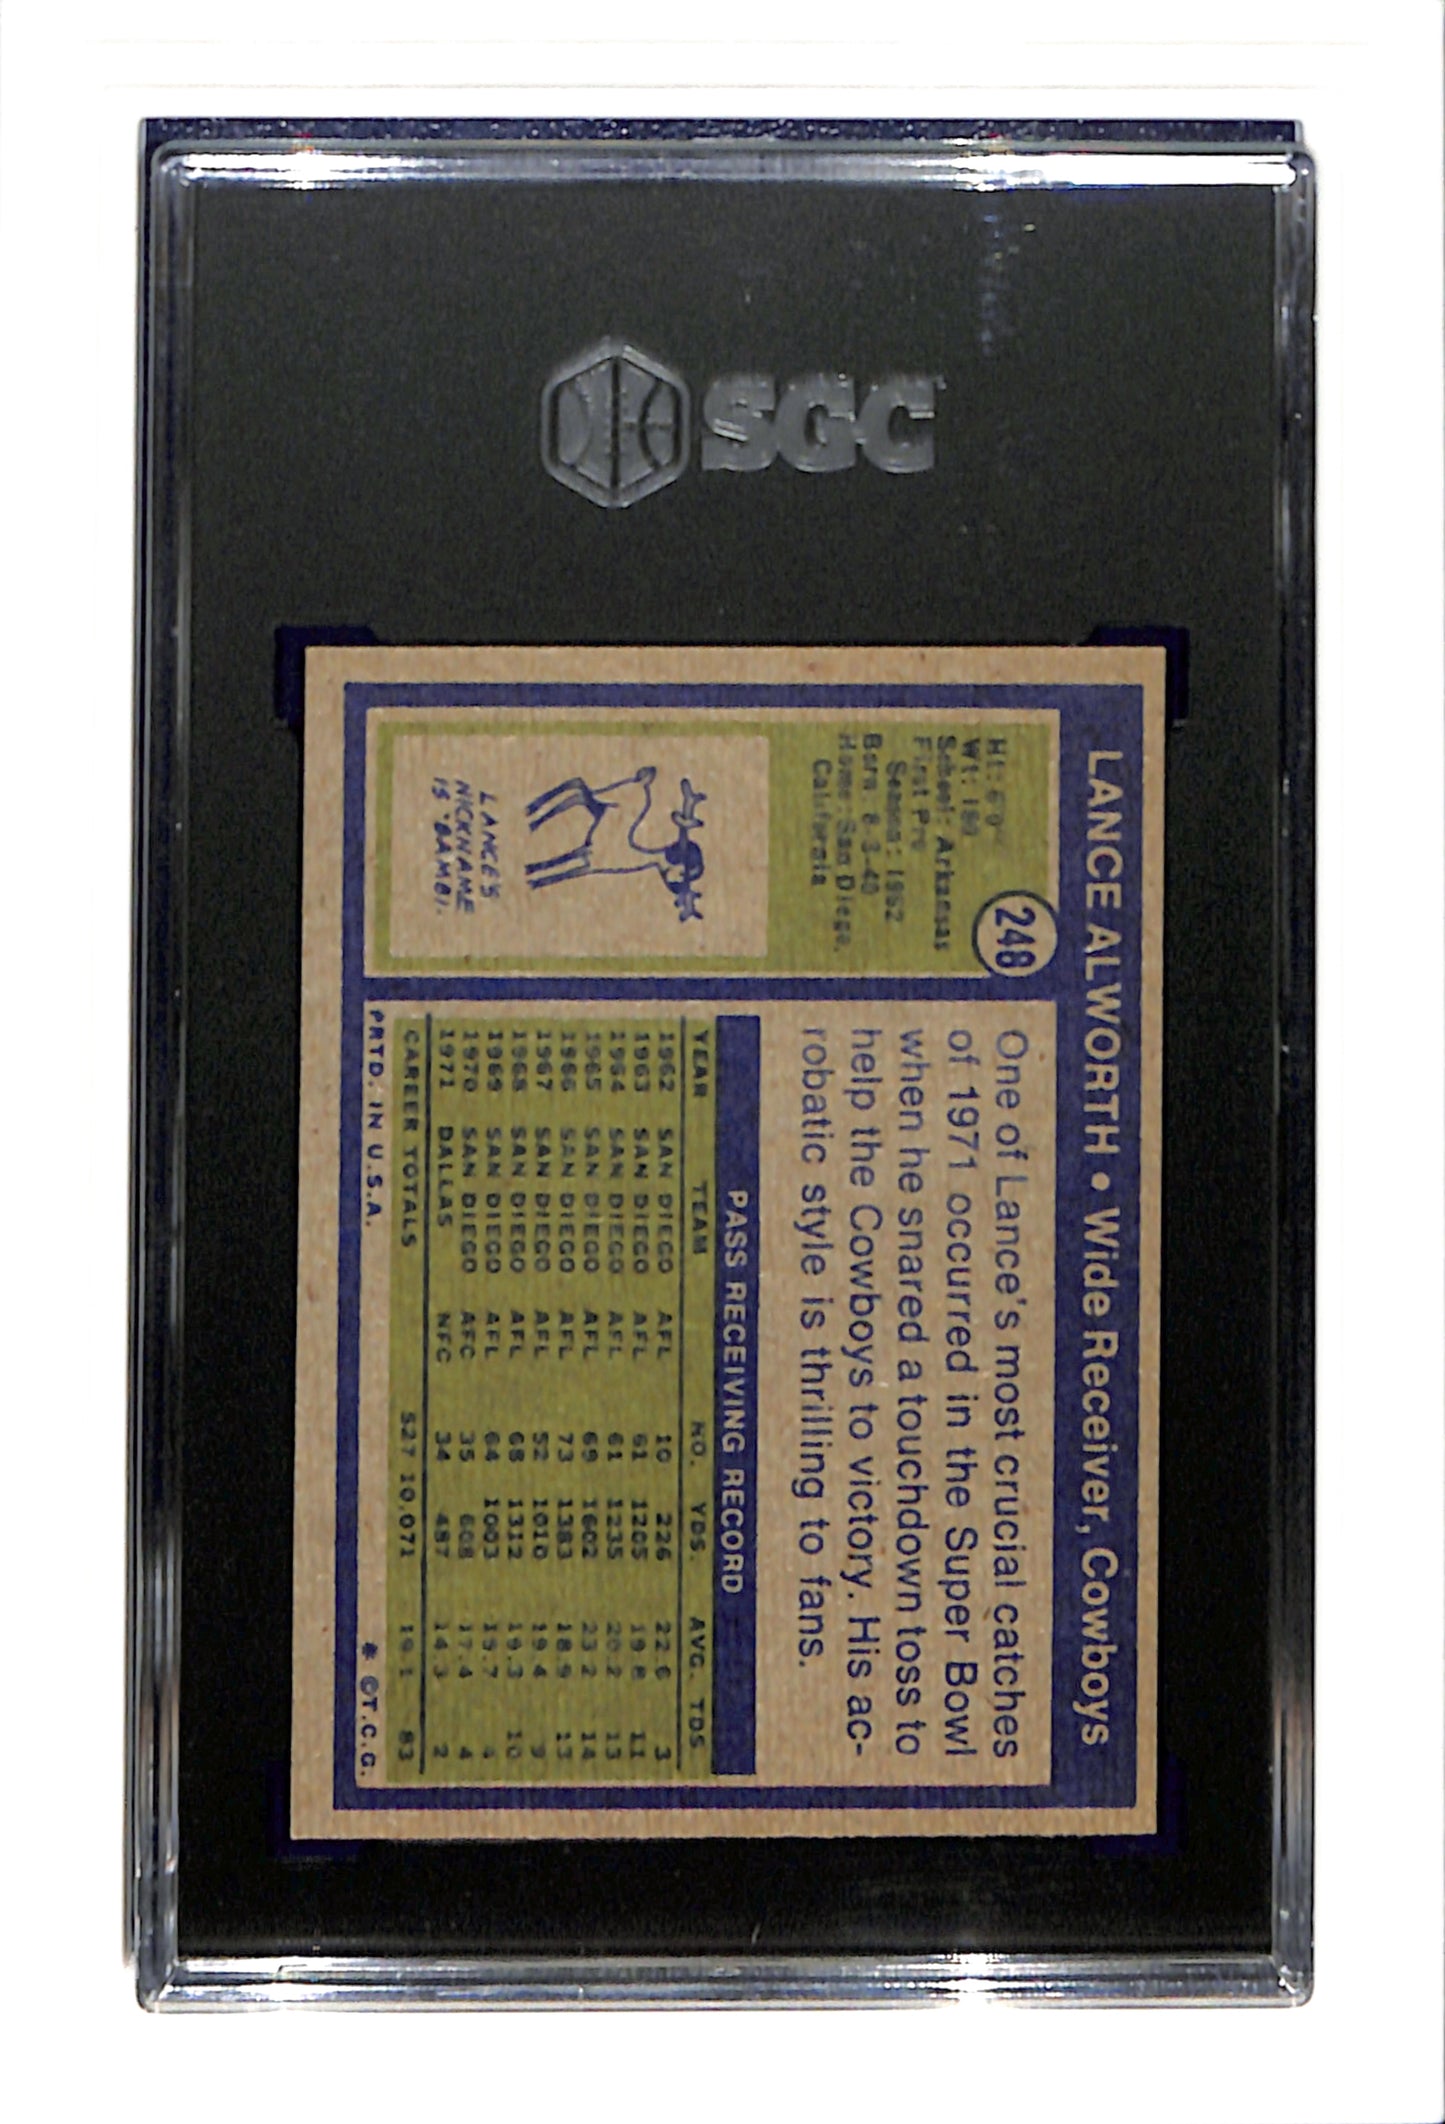 SGC
LANCE ALWORTH • Wide Receiver, Cowboys
248
Ht: 6'0"
Wt: 180
School: Arkansas
First Pro
Season: 1962
Born: 8-3-40
Home: San Diego,
California
LANCE'S
NICKNAME
IS "BAMBI".
One of Lance's most crucial catches
of 1971 occurred in the Super Bowl
when he snared a touchdown toss to
help the Cowboys to victory. His ac-
robatic style is thrilling to fans.
PASS RECEIVING RECORD
YEAR TEAM NO. YDS. AVG. TDS
1962 SAN DIEGO AFL 10 226 22.6 3
1963 SAN DIEGO AFL 61 1205 19.8 11
1964 SAN DIEGO AFL 61 1235 20.2 13
1965 SAN DIEGO AFL 69 1602 23.2 14
1966 SAN DIEGO AFL 73 1383 18.9 13
1967 SAN DIEGO AFL 52 1010 19.4 9
1968 SAN DIEGO AFL 68 1312 19.3 10
1969 SAN DIEGO AFL 64 1003 15.7 4
1970 SAN DIEGO AFC 35 608 17.4 4
1971 DALLAS NFC 34 487 14.3 2
CAREER TOTALS 527 10,071 19.1 83
PRTD. IN U.S.A. * ©T.C.G.